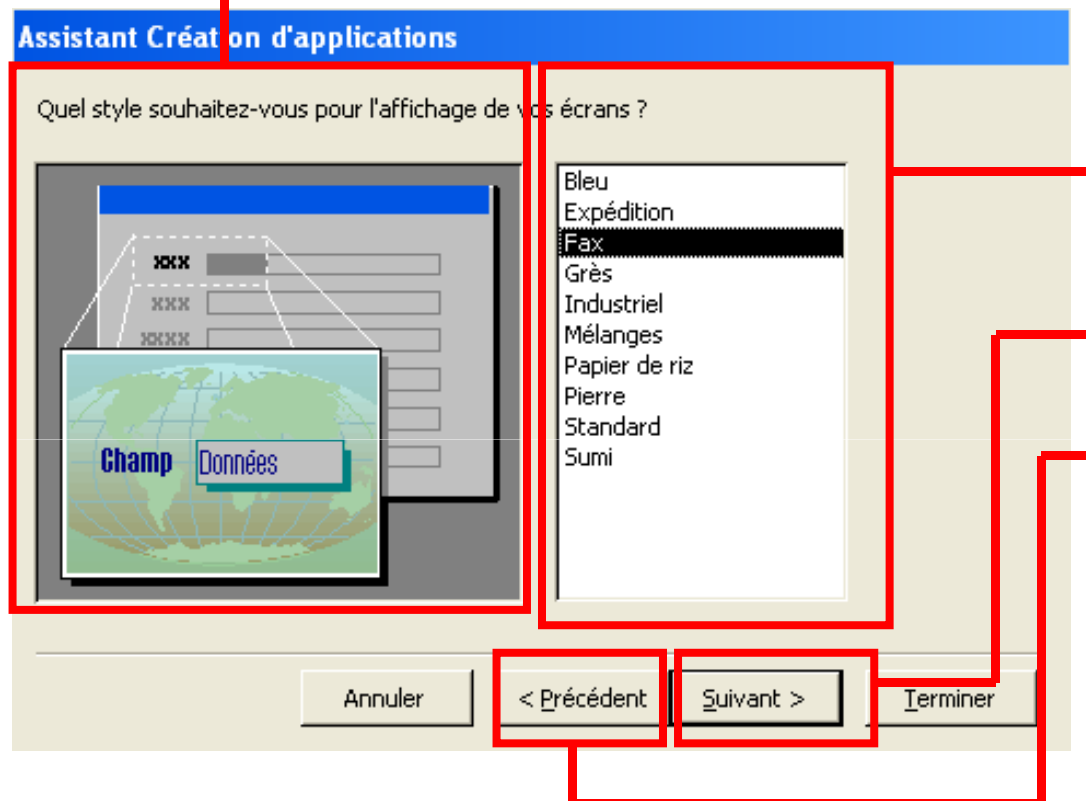 Assistant Création d'applications
Quel style souhaitez-vous pour l'affichage de vos écrans ?
xxx
xxx
xxxx
Champ Données
Bleu
Expédition
Fax
Grès
Industriel
Mélanges
Papier de riz
Pierre
Standard
Sumi
Annuler
< Précédent
Suivant >
Terminer